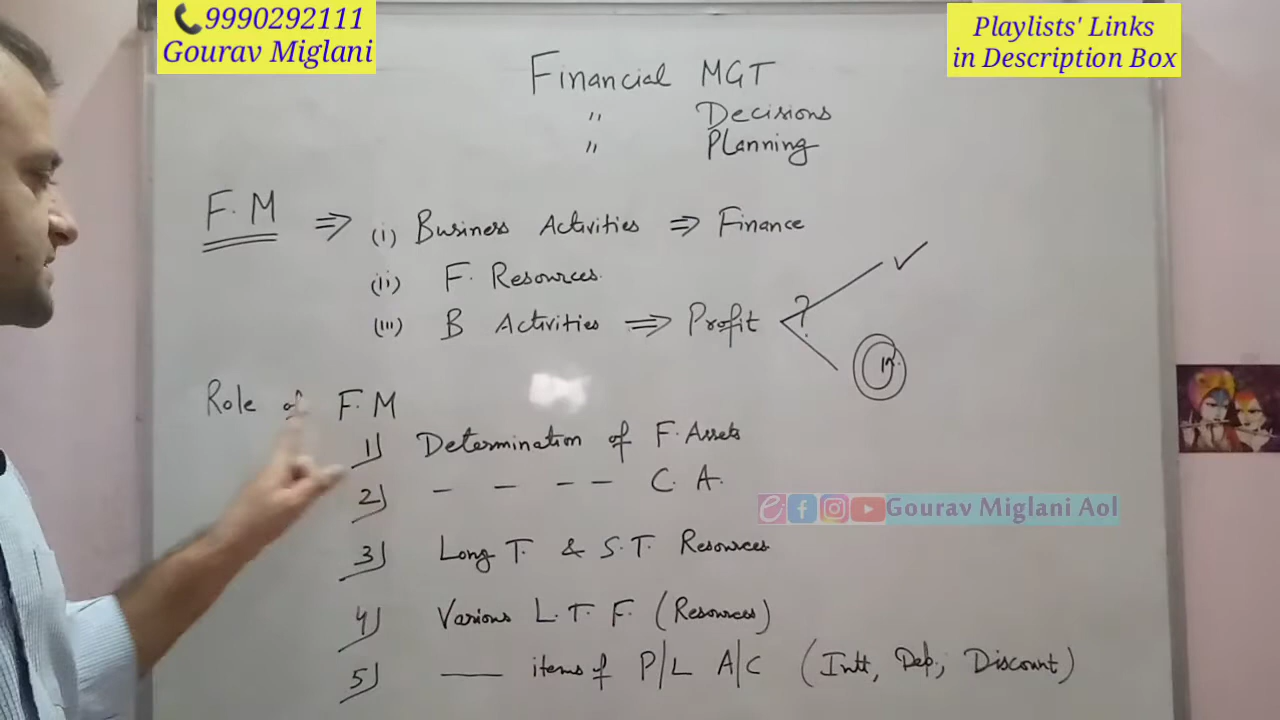 9990292111
Gourav Miglani
Playlists' Links
in Description Box
Financial MGT
" Decisions
" Planning
F.M ⇒ (i) Business Activities ⇒ Finance
(ii) F. Resources.
(iii) B Activities ⇒ Profit ? ✓
Role of F.M
1) Determination of F. Assets
2) – – – – C. A.
3) Long T. & S.T. Resources
4) Various L.T. F. (Resources)
5) —— items of P/L A/C (Intt, Dep, Discount)
Gourav Miglani Aol